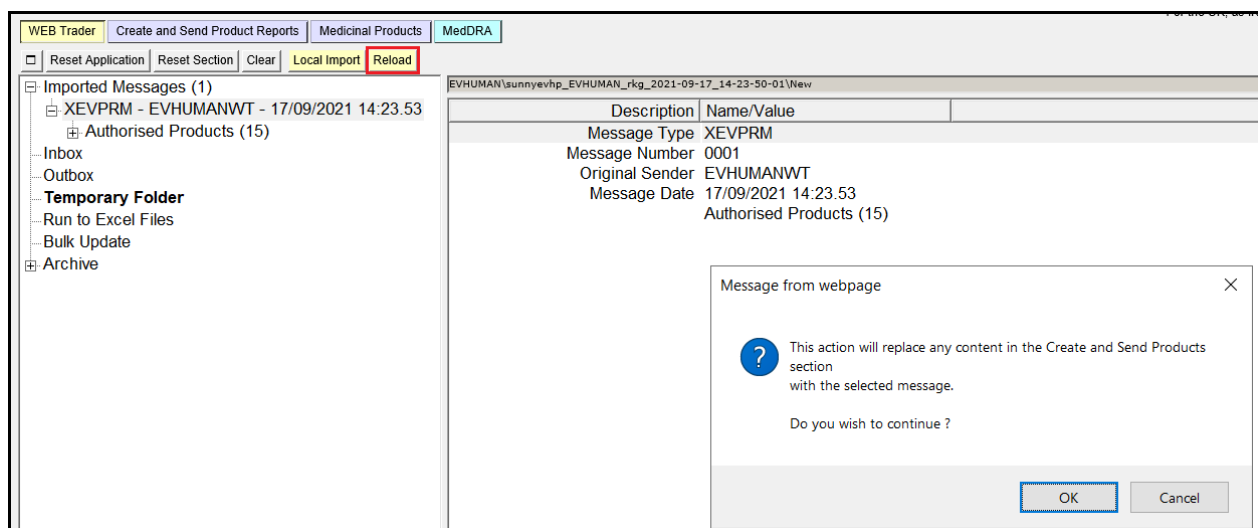 WEB Trader Create and Send Product Reports Medicinal Products MedDRA
Reset Application Reset Section Clear Local Import Reload
Imported Messages (1)
XEVPRM - EVHUMANWT - 17/09/2021 14:23.53
Authorised Products (15)
Inbox
Outbox
Temporary Folder
Run to Excel Files
Bulk Update
Archive
EVHUMAN\sunnyevhp_EVHUMAN_rkg_2021-09-17_14-23-50-01\New
Description Name/Value
Message Type XEVPRM
Message Number 0001
Original Sender EVHUMANWT
Message Date 17/09/2021 14:23.53
Authorised Products (15)
Message from webpage
This action will replace any content in the Create and Send Products
section
with the selected message.
Do you wish to continue ?
OK Cancel